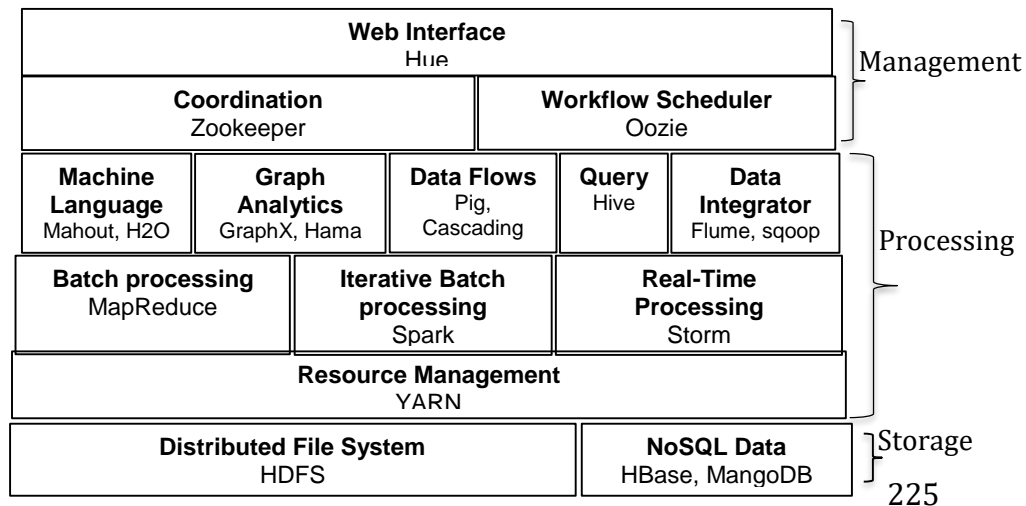 Web Interface
Hue
Management
Coordination
Zookeeper
Workflow Scheduler
Oozie
Machine
Language
Mahout, H2O
Graph
Analytics
GraphX, Hama
Data Flows
Pig,
Cascading
Query
Hive
Data
Integrator
Flume, sqoop
Processing
Batch processing
MapReduce
Iterative Batch
processing
Spark
Real-Time
Processing
Storm
Resource Management
YARN
Distributed File System
HDFS
NoSQL Data
HBase, MangoDB
Storage
225